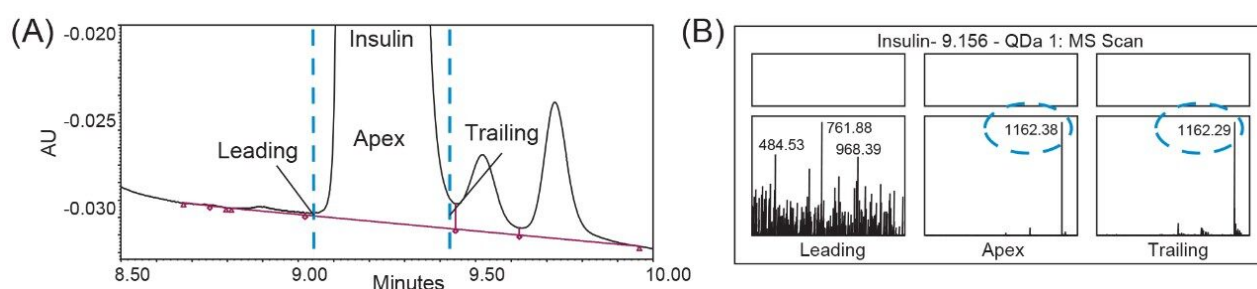 (A)
-0.020
-0.025
-0.030
AU
Insulin
Apex
Leading
Trailing
8.50
9.00
9.50
10.00
Minutes
(B)
Insulin- 9.156 - QDa 1: MS Scan
484.53
761.88
968.39
1162.38
1162.29
Leading
Apex
Trailing